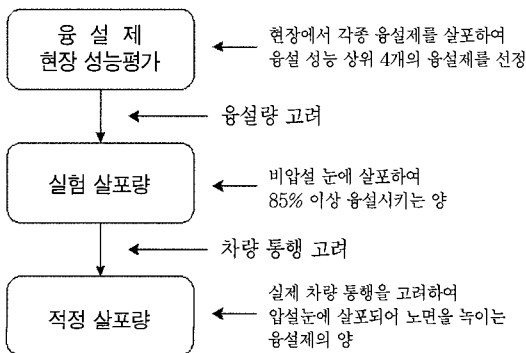 융 설 제
현장 성능평가
현장에서 각종 융설제를 살포하여
융설 성능 상위 4개의 융설제를 선정
융설량 고려
실험 살포량
비압설 눈에 살포하여
85% 이상 융설시키는 양
차량 통행 고려
적정 살포량
실제 차량 통행을 고려하여
압설눈에 살포되어 노면을 녹이는
융설제의 양